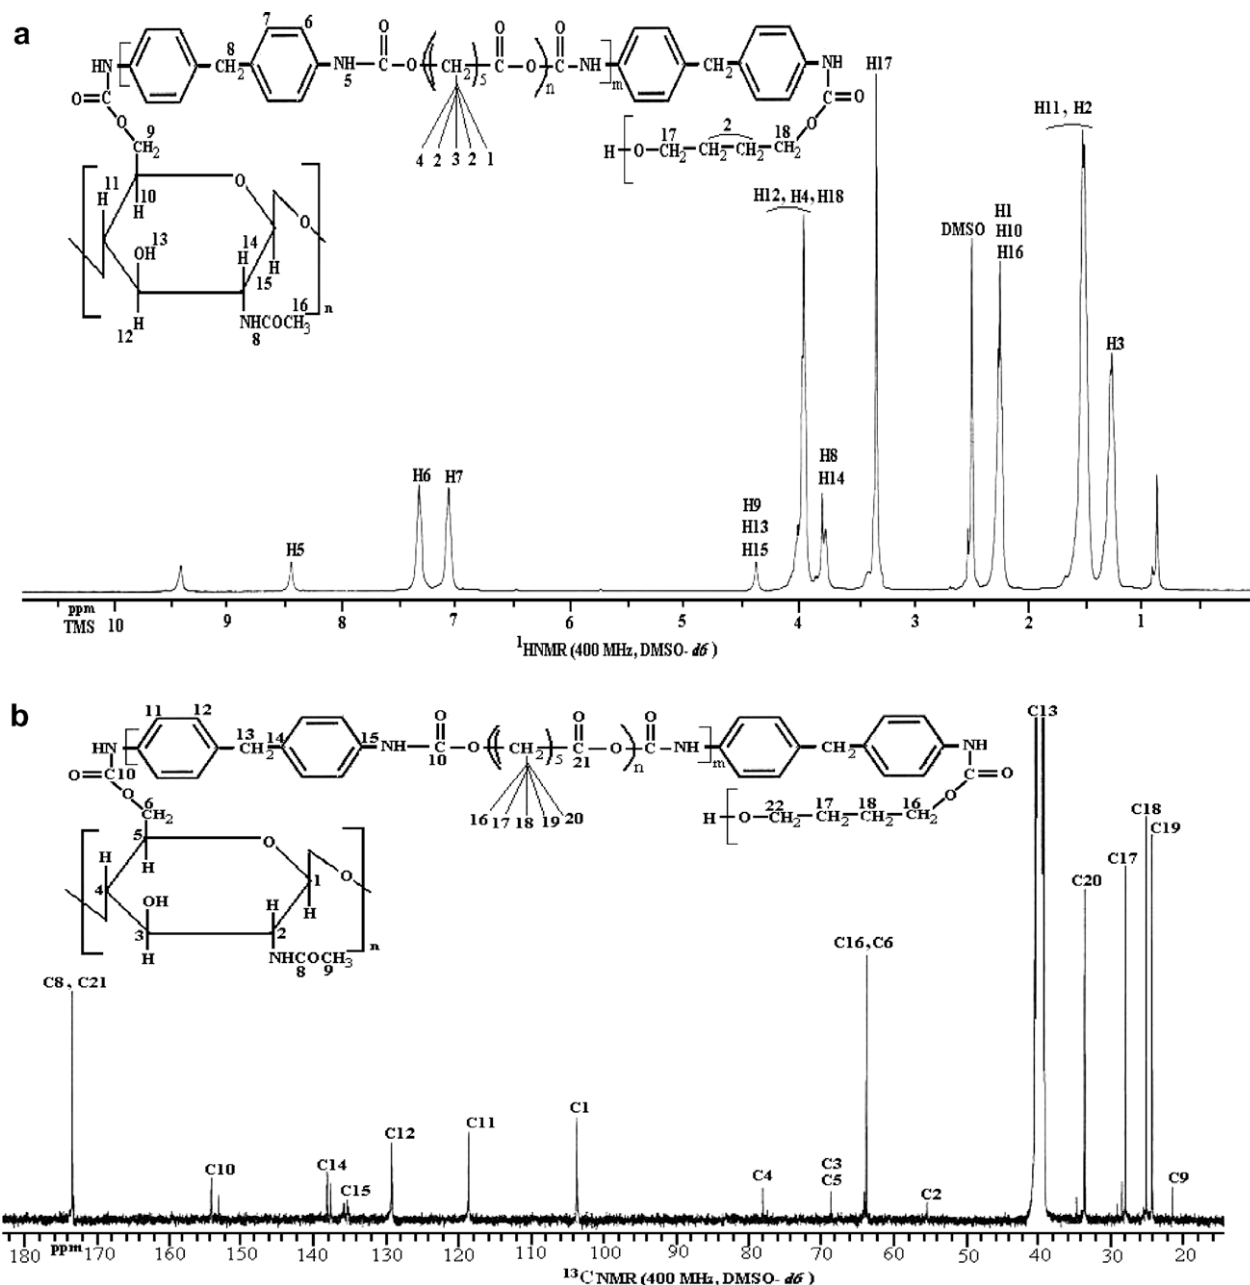 a
7 6
8
HN CH2 NH C O ( CH2 )5 C O )n C NH ]m CH2 NH
5
O O O O
O C O
4 2 3 2 1
C O
O
9
CH2
17 2 18
H [ O CH2 CH2 CH2 CH2
11
H
10
H
O
13
OH
14
H
O
H
15
16
n
NHCOCH3
8
H
12
H17
H11, H2
H12, H4, H18
DMSO
H1
H10
H16
H3
H6 H7
H8
H14
H9
H13
H15
H5
ppm
TMS 10 9 8 7 6 5 4 3 2 1
1HNMR (400 MHz, DMSO- d6 )
b
11 12
13 14 15
HN CH2 NH C O ( CH2 )5 C O )n C NH ]m CH2 NH
O O O O
10 21
O C10
O
6
CH2
16 17 18 19 20
C O
O
22 17 18 16
H [ O CH2 CH2 CH2 CH2
5
H
O
H
4
OH
H
1
O
H
3
2
H
n
NHCOCH3
8 9
C13
C18
C19
C17
C20
C16,C6
C8 , C21
C1
C11
C12
C14
C10
C15
C4
C3
C5
C2
C9
180 ppm 170 160 150 140 130 120 110 100 90 80 70 60 50 40 30 20
13C NMR (400 MHz, DMSO- d6 )